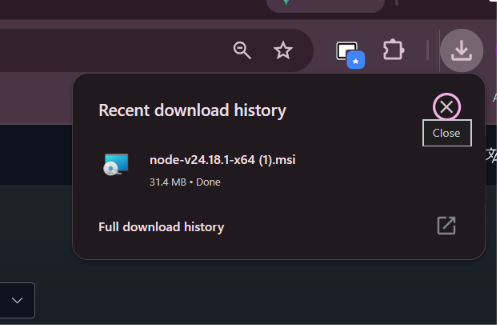 Recent download history
Close
node-v24.18.1-x64 (1).msi
31.4 MB • Done
Full download history